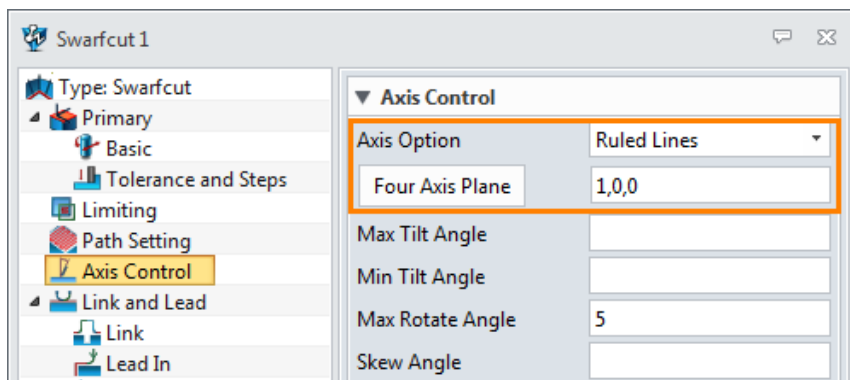 Swarfcut 1
Type: Swarfcut
Primary
Basic
Tolerance and Steps
Limiting
Path Setting
Axis Control
Link and Lead
Link
Lead In
Axis Control
Axis Option Ruled Lines
Four Axis Plane 1,0,0
Max Tilt Angle
Min Tilt Angle
Max Rotate Angle 5
Skew Angle